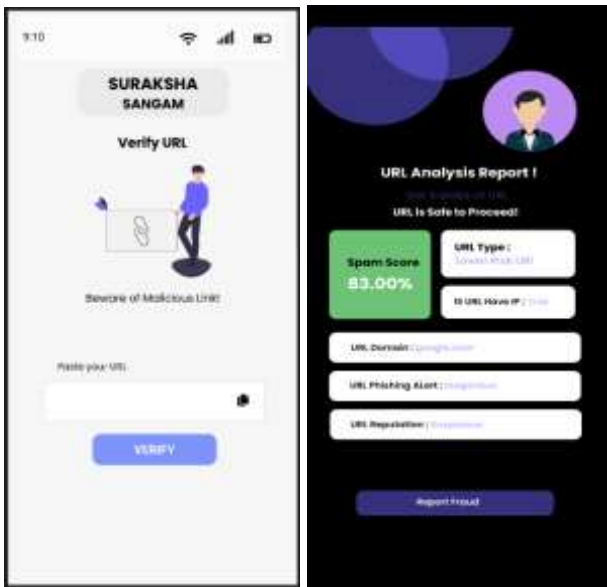 9:10
SURAKSHA
SANGAM
Verify URL
Beware of Malicious Link!
Paste your URL
VERIFY
URL Analysis Report !
URL is Safe to Proceed!
Spam Score
83.00%
URL Type :
IS URL Have IP :
URL Domain :
URL Phishing ALert :
URL Reputation :
Report Fraud